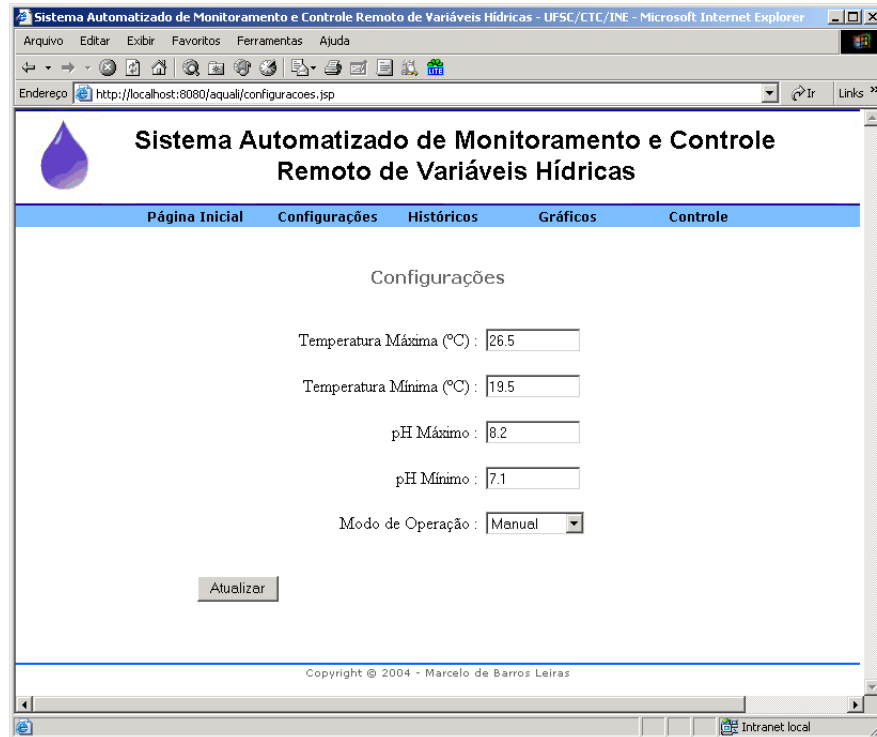 Sistema Automatizado de Monitoramento e Controle Remoto de Variáveis Hídricas - UFSC/CTC/INE - Microsoft Internet Explorer
Arquivo Editar Exibir Favoritos Ferramentas Ajuda
LITE
Endereço http://localhost:8080/aquali/configuracoes.jsp Ir Links »
Sistema Automatizado de Monitoramento e Controle
Remoto de Variáveis Hídricas
Página Inicial Configurações Históricos Gráficos Controle
Configurações
Temperatura Máxima (ºC) : 26.5
Temperatura Mínima (ºC) : 19.5
pH Máximo : 8.2
pH Mínimo : 7.1
Modo de Operação : Manual
Atualizar
Copyright © 2004 - Marcelo de Barros Leiras
Intranet local